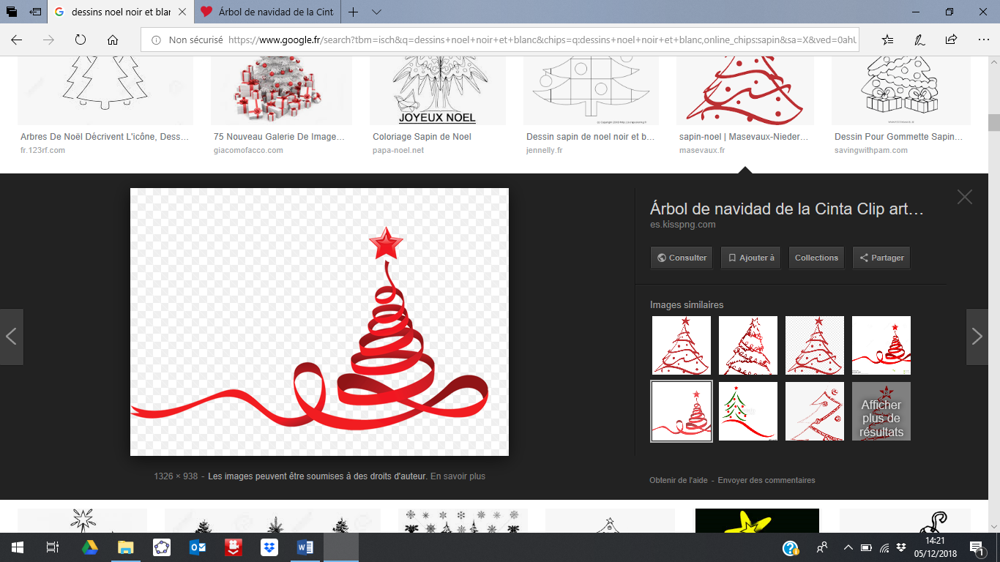 dessins noel noir et blar
Árbol de navidad de la Cinta
Non sécurisé https://www.google.fr/search?tbm=isch&q=dessins+noel+noir+et+blanc&chips=q:dessins+noel+noir+et+blanc,online_chips:sapin&sa=X&ved=0ahU
JOYEUX NOEL
Arbres De Noël Décrivent L'icône, Dess…
fr.123rf.com
75 Nouveau Galerie De Image…
giacomofacco.com
Coloriage Sapin de Noel
papa-noel.net
Dessin sapin de noel noir et b…
jennelly.fr
sapin-noel | Masevaux-Nieder…
masevaux.fr
Dessin Pour Gommette Sapin…
savingwithpam.com
Árbol de navidad de la Cinta Clip art…
es.kisspng.com
Consulter
Ajouter à
Collections
Partager
Images similaires
Afficher
plus de
résultats
1326 × 938 - Les images peuvent être soumises à des droits d'auteur. En savoir plus
Obtenir de l'aide - Envoyer des commentaires
14:21
05/12/2018
1